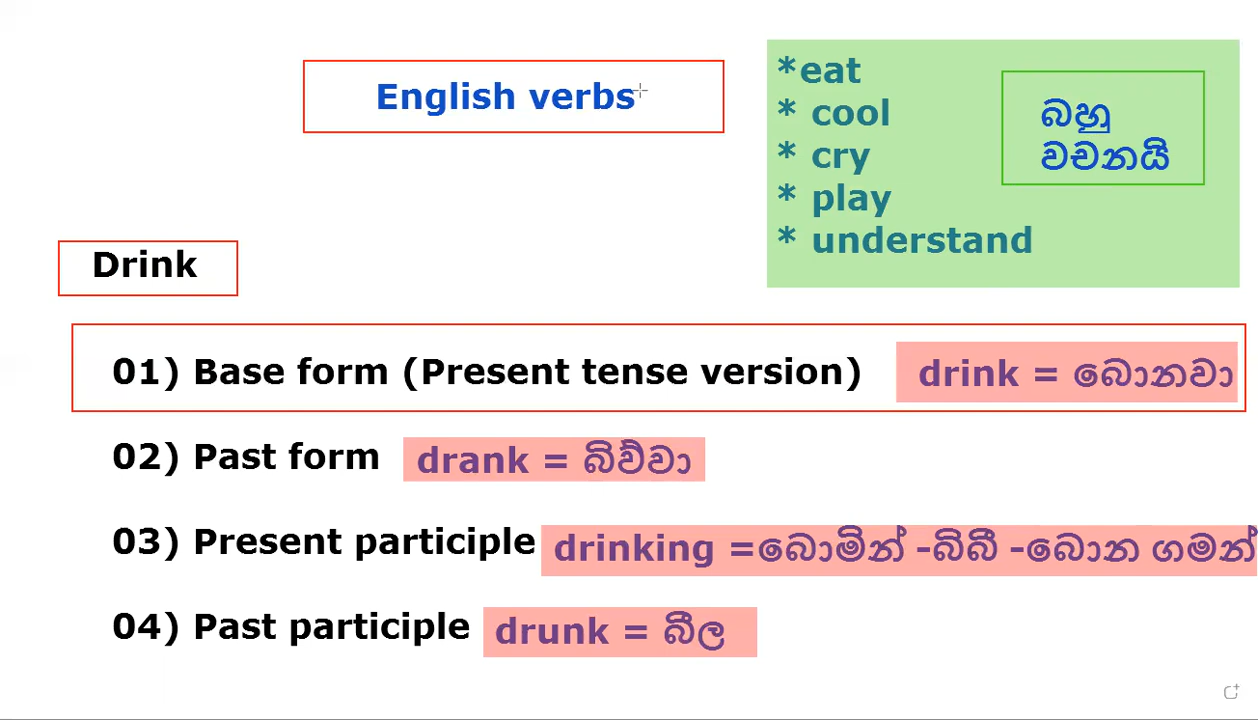 English verbs
*eat
* cool
* cry
* play
* understand
බහු
වචනයි
Drink
01) Base form (Present tense version) drink = බොනවා
02) Past form drank = බිව්වා
03) Present participle drinking =බොමින් -බිබී -බොන ගමන්
04) Past participle drunk = බීල